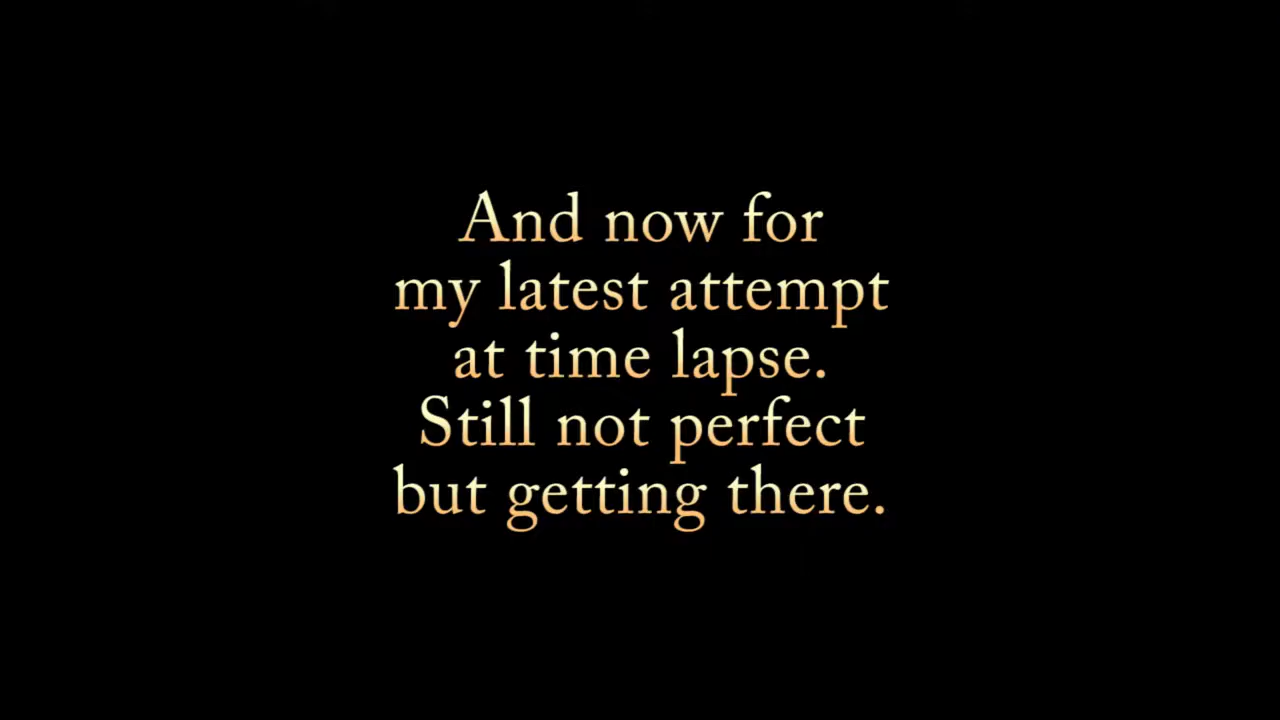 And now for
my latest attempt
at time lapse.
Still not perfect
but getting there.